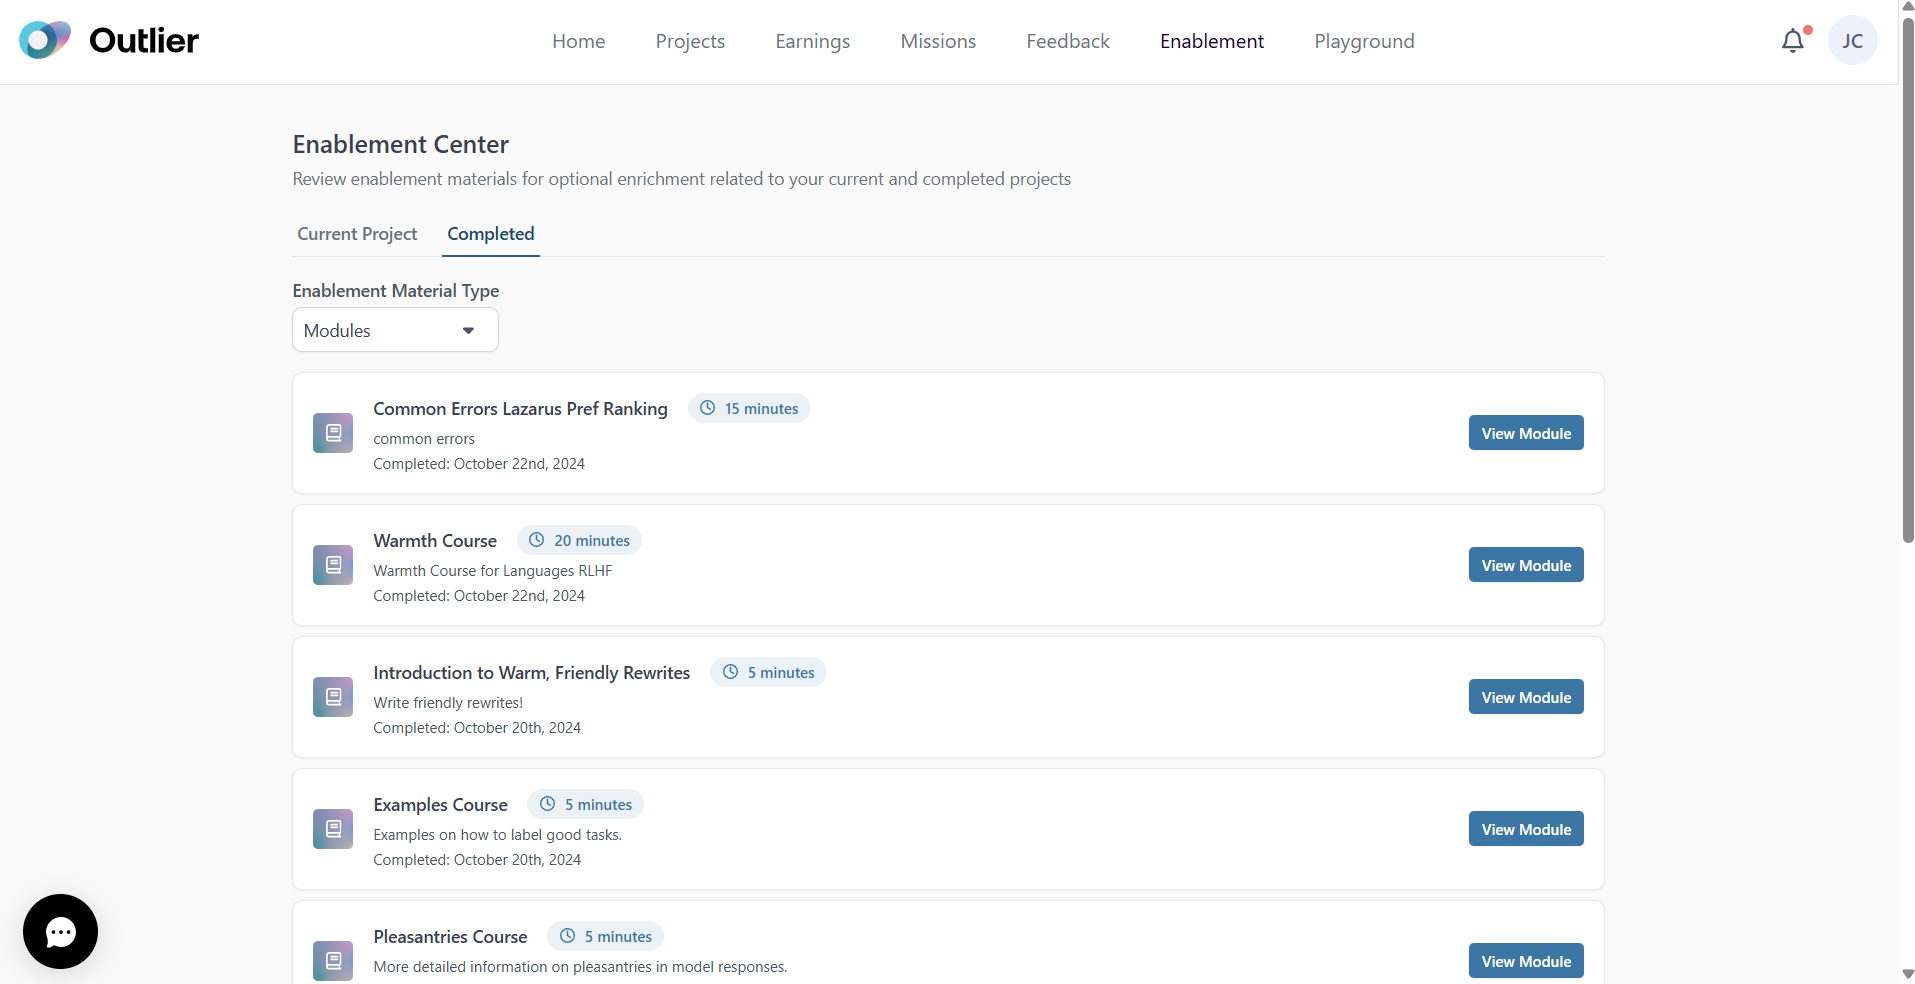 Outlier
Home Projects Earnings Missions Feedback Enablement Playground
JC
Enablement Center
Review enablement materials for optional enrichment related to your current and completed projects
Current Project Completed
Enablement Material Type
Modules
Common Errors Lazarus Pref Ranking 15 minutes
common errors
Completed: October 22nd, 2024
View Module
Warmth Course 20 minutes
Warmth Course for Languages RLHF
Completed: October 22nd, 2024
View Module
Introduction to Warm, Friendly Rewrites 5 minutes
Write friendly rewrites!
Completed: October 20th, 2024
View Module
Examples Course 5 minutes
Examples on how to label good tasks.
Completed: October 20th, 2024
View Module
Pleasantries Course 5 minutes
More detailed information on pleasantries in model responses.
View Module